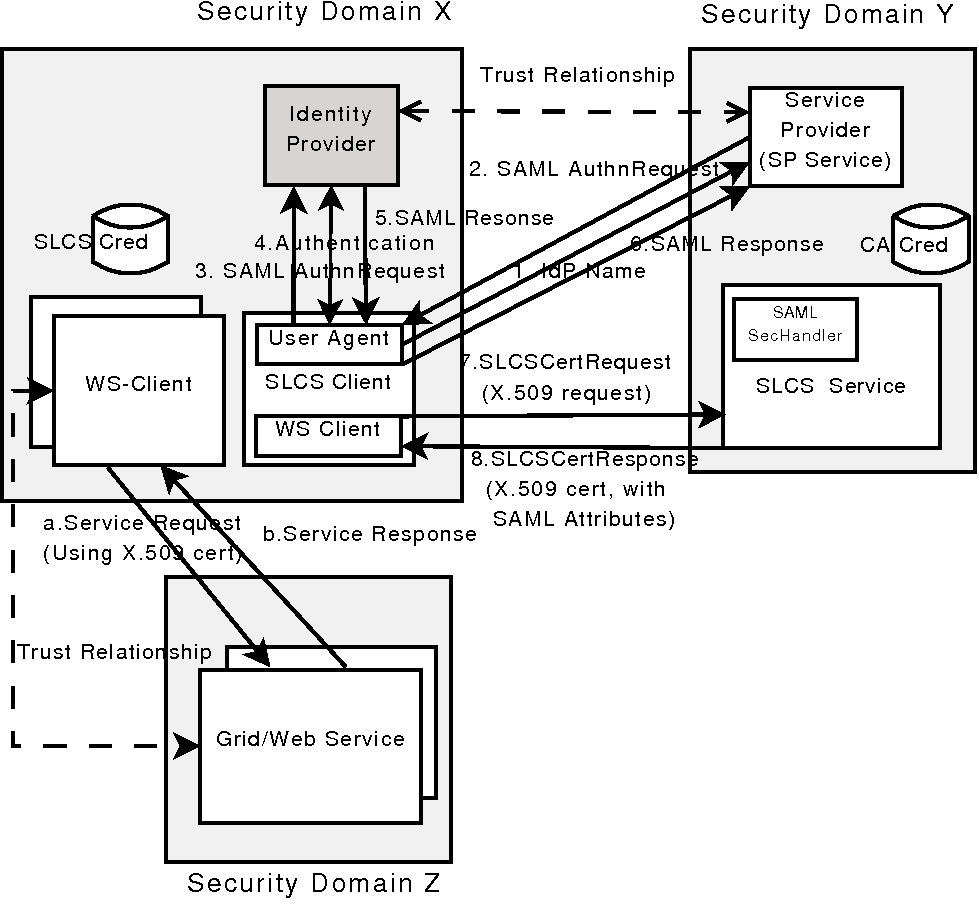 Security Domain X
Security Domain Y
Trust Relationship
Identity
Provider
Service
Provider
(SP Service)
2. SAML AuthnRequest
5.SAML Resonse
SLCS Cred
4.Authentication
6.SAML Response
CA Cred
3. SAML AuthnRequest
1. IdP Name
SAML
SecHandler
User Agent
SLCS Client
WS-Client
7.SLCSCertRequest
(X.509 request)
SLCS Service
WS Client
8.SLCSCertResponse
(X.509 cert, with
SAML Attributes)
a.Service Request
(Using X.509 cert)
b.Service Response
Trust Relationship
Grid/Web Service
Security Domain Z